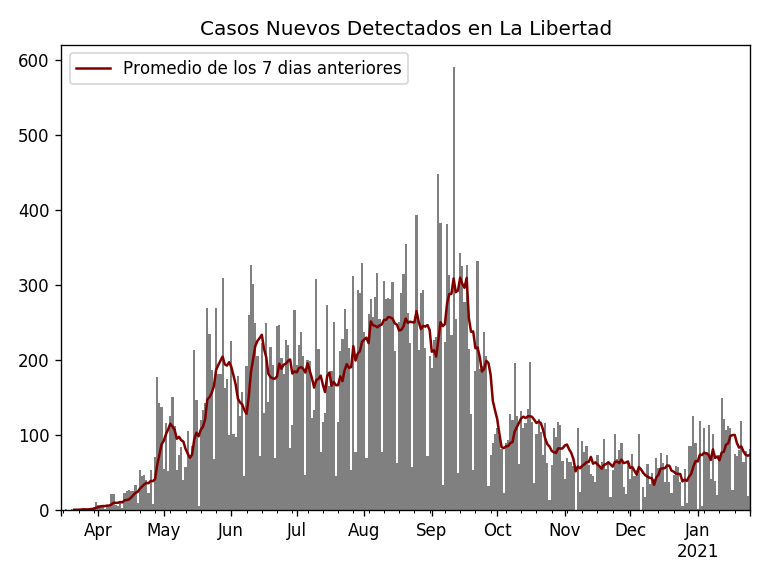 Casos Nuevos Detectados en La Libertad
Promedio de los 7 dias anteriores
600
500
400
300
200
100
0
Apr May Jun Jul Aug Sep Oct Nov Dec Jan
2021